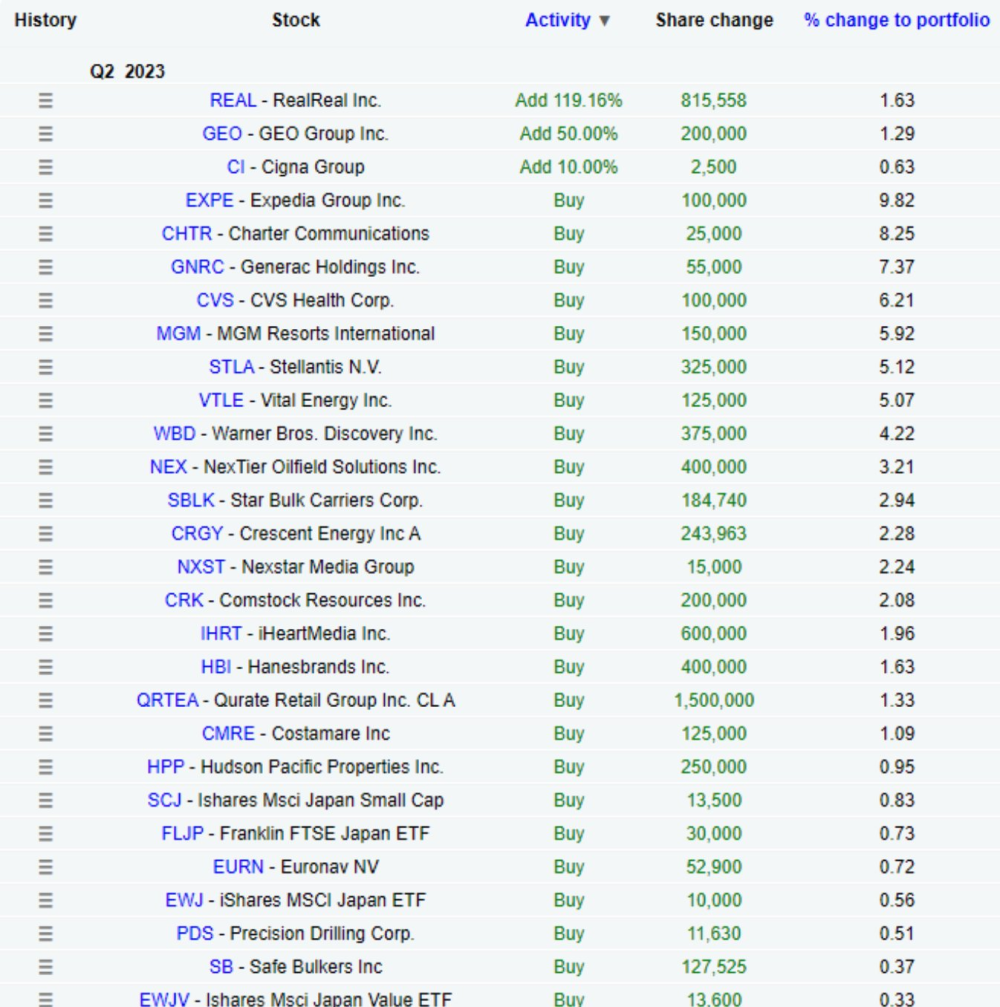 History Stock Activity ▼ Share change % change to portfolio
Q2 2023
REAL - RealReal Inc. Add 119.16% 815,558 1.63
GEO - GEO Group Inc. Add 50.00% 200,000 1.29
CI - Cigna Group Add 10.00% 2,500 0.63
EXPE - Expedia Group Inc. Buy 100,000 9.82
CHTR - Charter Communications Buy 25,000 8.25
GNRC - Generac Holdings Inc. Buy 55,000 7.37
CVS - CVS Health Corp. Buy 100,000 6.21
MGM - MGM Resorts International Buy 150,000 5.92
STLA - Stellantis N.V. Buy 325,000 5.12
VTLE - Vital Energy Inc. Buy 125,000 5.07
WBD - Warner Bros. Discovery Inc. Buy 375,000 4.22
NEX - NexTier Oilfield Solutions Inc. Buy 400,000 3.21
SBLK - Star Bulk Carriers Corp. Buy 184,740 2.94
CRGY - Crescent Energy Inc A Buy 243,963 2.28
NXST - Nexstar Media Group Buy 15,000 2.24
CRK - Comstock Resources Inc. Buy 200,000 2.08
IHRT - iHeartMedia Inc. Buy 600,000 1.96
HBI - Hanesbrands Inc. Buy 400,000 1.63
QRTEA - Qurate Retail Group Inc. CL A Buy 1,500,000 1.33
CMRE - Costamare Inc Buy 125,000 1.09
HPP - Hudson Pacific Properties Inc. Buy 250,000 0.95
SCJ - Ishares Msci Japan Small Cap Buy 13,500 0.83
FLJP - Franklin FTSE Japan ETF Buy 30,000 0.73
EURN - Euronav NV Buy 52,900 0.72
EWJ - iShares MSCI Japan ETF Buy 10,000 0.56
PDS - Precision Drilling Corp. Buy 11,630 0.51
SB - Safe Bulkers Inc Buy 127,525 0.37
EWJV - Ishares Msci Japan Value ETF Buy 13,600 0.33